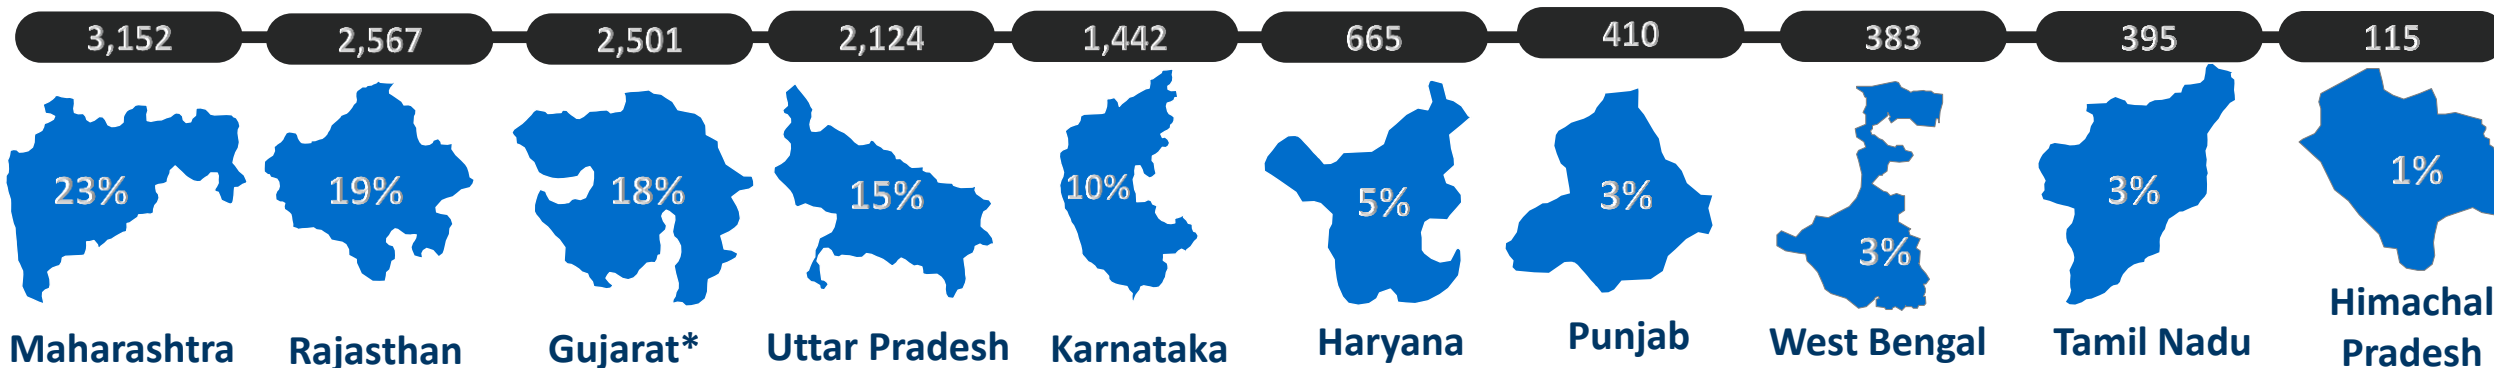 3,152 2,567 2,501 2,124 1,442 665 410 383 395 115
23% 19% 18% 15% 10% 5% 3% 3% 3% 1%
Maharashtra Rajasthan Gujarat* Uttar Pradesh Karnataka Haryana Punjab West Bengal Tamil Nadu Himachal
Pradesh